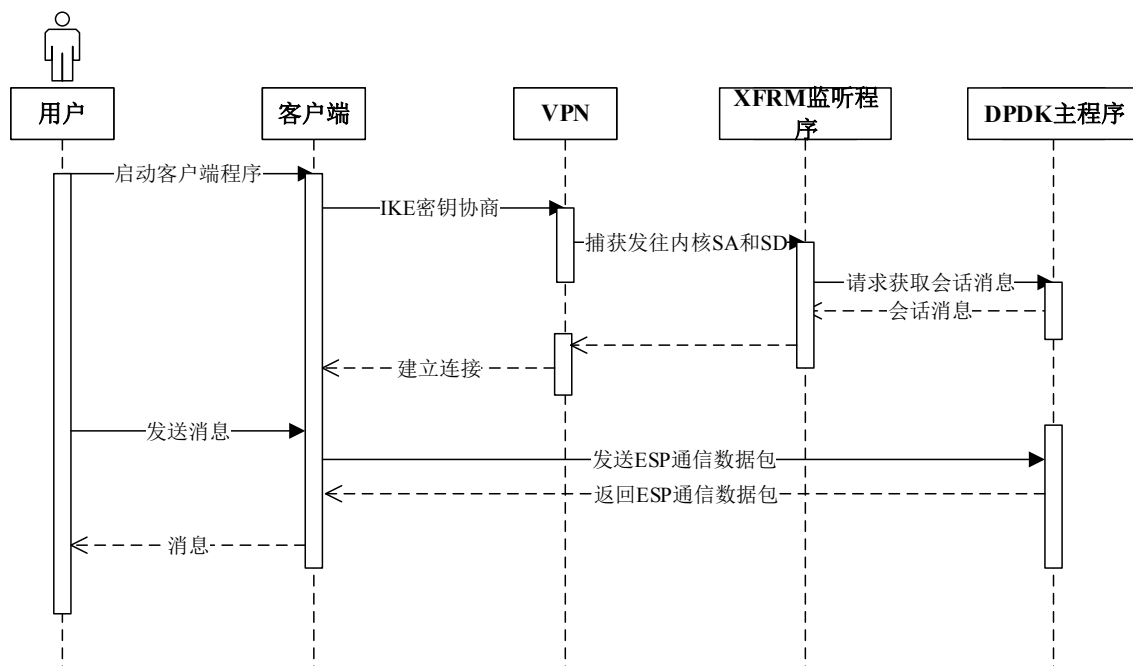 用户
客户端
VPN
XFRM监听程
序
DPDK主程序
启动客户端程序
IKE密钥协商
捕获发往内核SA和SD
请求获取会话消息
会话消息
建立连接
发送消息
发送ESP通信数据包
返回ESP通信数据包
消息